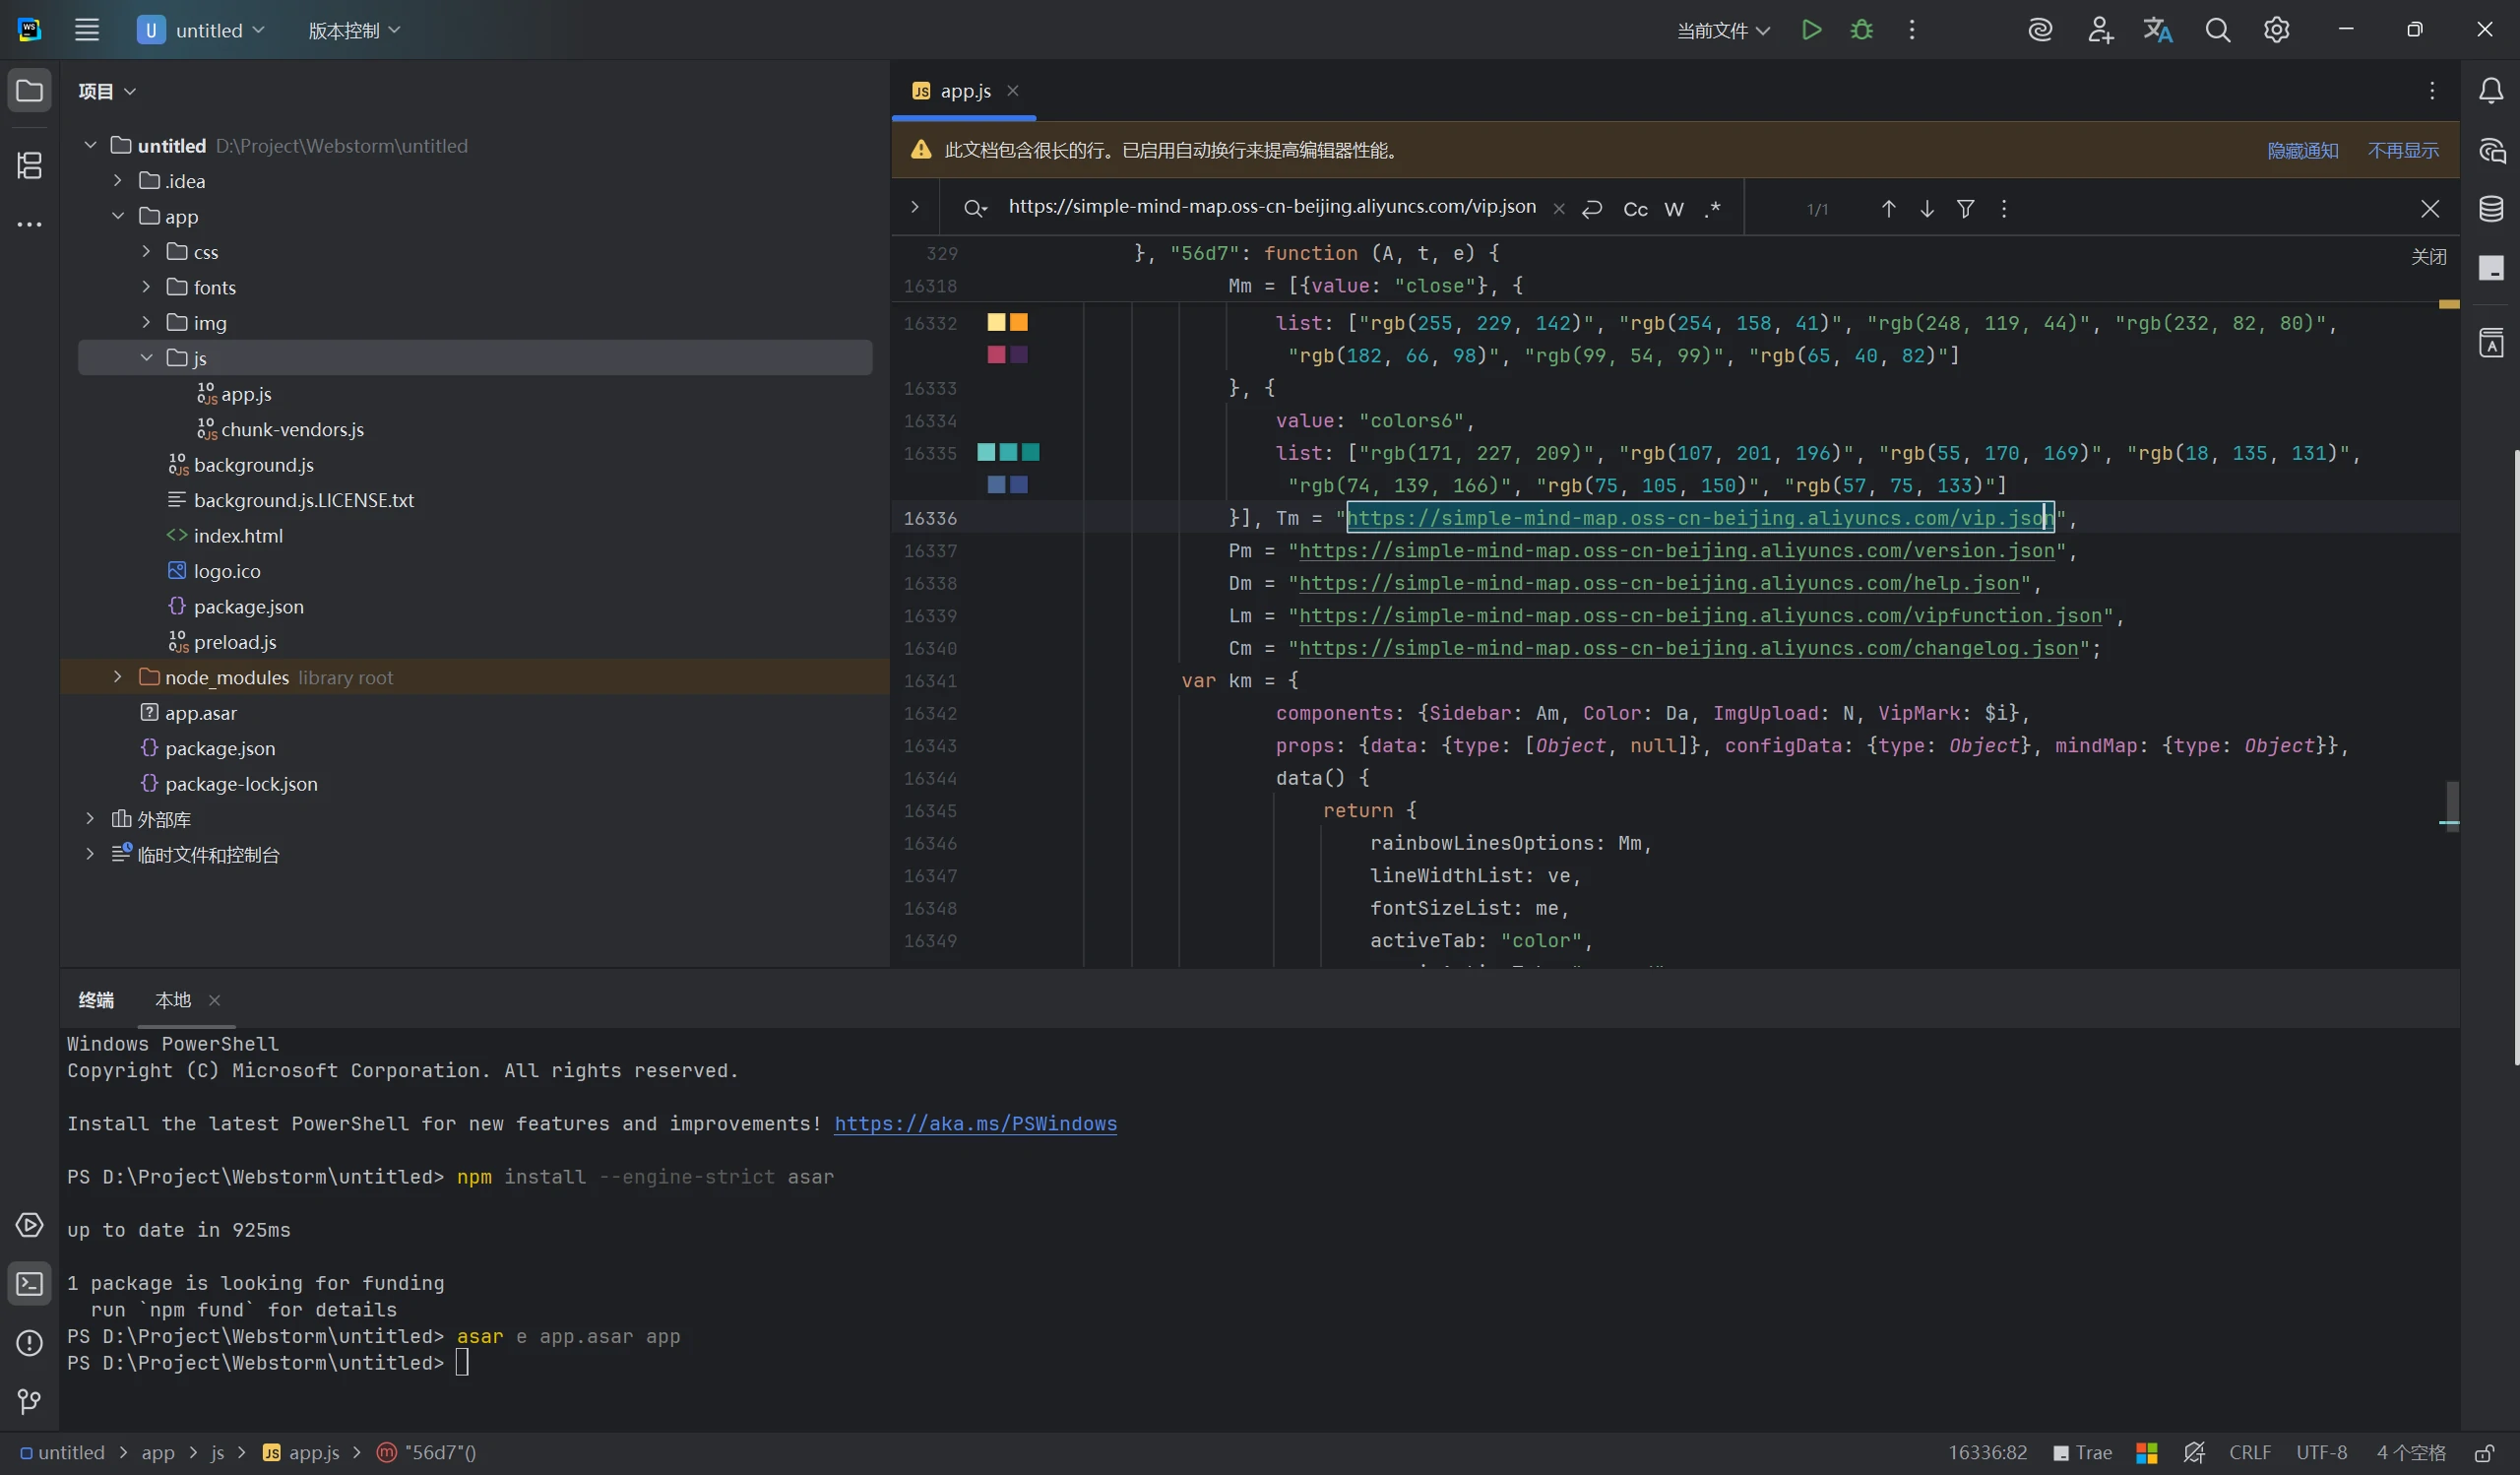 WS
U untitled 版本控制 当前文件
项目
untitled D:\Project\Webstorm\untitled
.idea
app
css
fonts
img
js
app.js
chunk-vendors.js
background.js
background.js.LICENSE.txt
index.html
logo.ico
package.json
preload.js
node_modules library root
app.asar
package.json
package-lock.json
外部库
临时文件和控制台
JS app.js
此文档包含很长的行。已启用自动换行来提高编辑器性能。 隐藏通知 不再显示
https://simple-mind-map.oss-cn-beijing.aliyuncs.com/vip.json Cc W .* 1/1
关闭
329 }, "56d7": function (A, t, e) {
16318 Mm = [{value: "close"}, {
16332 list: ["rgb(255, 229, 142)", "rgb(254, 158, 41)", "rgb(248, 119, 44)", "rgb(232, 82, 80)",
"rgb(182, 66, 98)", "rgb(99, 54, 99)", "rgb(65, 40, 82)"]
16333 }, {
16334 value: "colors6",
16335 list: ["rgb(171, 227, 209)", "rgb(107, 201, 196)", "rgb(55, 170, 169)", "rgb(18, 135, 131)",
"rgb(74, 139, 166)", "rgb(75, 105, 150)", "rgb(57, 75, 133)"]
16336 }], Tm = "https://simple-mind-map.oss-cn-beijing.aliyuncs.com/vip.json",
16337 Pm = "https://simple-mind-map.oss-cn-beijing.aliyuncs.com/version.json",
16338 Dm = "https://simple-mind-map.oss-cn-beijing.aliyuncs.com/help.json",
16339 Lm = "https://simple-mind-map.oss-cn-beijing.aliyuncs.com/vipfunction.json",
16340 Cm = "https://simple-mind-map.oss-cn-beijing.aliyuncs.com/changelog.json";
16341 var km = {
16342 components: {Sidebar: Am, Color: Da, ImgUpload: N, VipMark: $i},
16343 props: {data: {type: [Object, null]}, configData: {type: Object}, mindMap: {type: Object}},
16344 data() {
16345 return {
16346 rainbowLinesOptions: Mm,
16347 lineWidthList: ve,
16348 fontSizeList: me,
16349 activeTab: "color",
终端 本地
Windows PowerShell
Copyright (C) Microsoft Corporation. All rights reserved.
Install the latest PowerShell for new features and improvements! https://aka.ms/PSWindows
PS D:\Project\Webstorm\untitled> npm install --engine-strict asar
up to date in 925ms
1 package is looking for funding
run `npm fund` for details
PS D:\Project\Webstorm\untitled> asar e app.asar app
PS D:\Project\Webstorm\untitled>
untitled > app > js > JS app.js > m "56d7"() 16336:82 Trae CRLF UTF-8 4 个空格